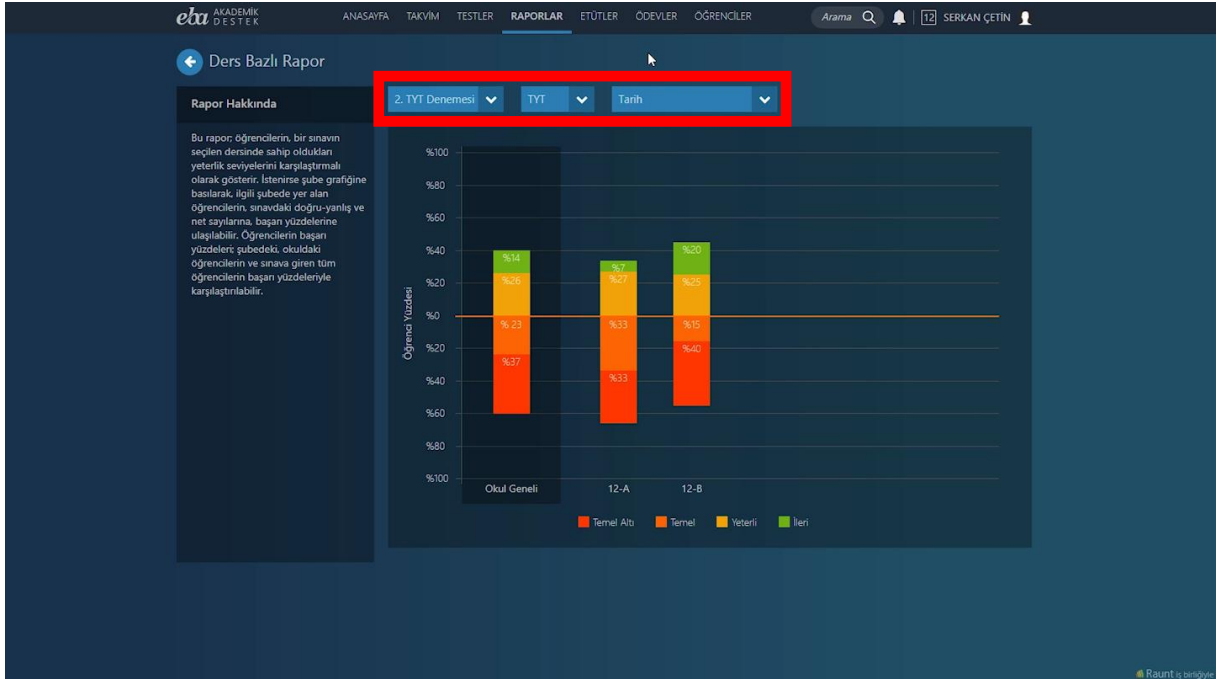 eba AKADEMİK DESTEK
ANASAYFA TAKVİM TESTLER RAPORLAR ETÜTLER ÖDEVLER ÖĞRENCİLER
Arama
12 SERKAN ÇETİN
Ders Bazlı Rapor
Rapor Hakkında
Bu rapor; öğrencilerin, bir sınavın
seçilen dersinde sahip oldukları
yeterlik seviyelerini karşılaştırmalı
olarak gösterir. İstenirse şube grafiğine
basılarak, ilgili şubede yer alan
öğrencilerin, sınavdaki doğru-yanlış ve
net sayılarına, başarı yüzdelerine
ulaşılabilir. Öğrencilerin başarı
yüzdeleri; şubedeki, okuldaki
öğrencilerin ve sınava giren tüm
öğrencilerin başarı yüzdeleriyle
karşılaştırılabilir.
2. TYT Denemesi TYT Tarih
Öğrenci Yüzdesi
%100
%80
%60
%40
%20
%0
%20
%40
%60
%80
%100
%14
%26
% 23
%37
%7
%27
%33
%33
%20
%25
%15
%40
Okul Geneli 12-A 12-B
Temel Altı Temel Yeterli İleri
Raunt iş birliğiyle